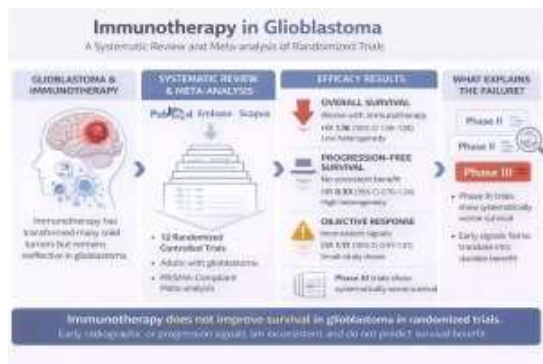 Immunotherapy in Glioblastoma
A Systematic Review and Meta-analysis of Randomized Trials
GLIOBLASTOMA &
IMMUNOTHERAPY
Immunotherapy has
transformed many solid
tumors but remains
ineffective in glioblastoma
SYSTEMATIC REVIEW
& META-ANALYSIS
PubMed Embase Scopus
• 12 Randomized
Controlled Trials
• Adults with glioblastoma
• PRISMA-Compliant
Meta-analysis
EFFICACY RESULTS
OVERALL SURVIVAL
Worse with immunotherapy
HR
Low heterogeneity
PROGRESSION-FREE
SURVIVAL
No consistent benefit
HR
High heterogeneity
OBJECTIVE RESPONSE
Inconsistent signals
Small study
Phase III trials show
systematically worse survival
WHAT EXPLAINS
THE FAILURE?
Phase II
Phase II
Phase III
• Phase III trials
show systematically
worse survival
• Early signals fail to
translate into
benefit
Immunotherapy does not improve survival in glioblastoma in randomized trials.
Early radiographic or progression signals are inconsistent and do not predict survival benefit